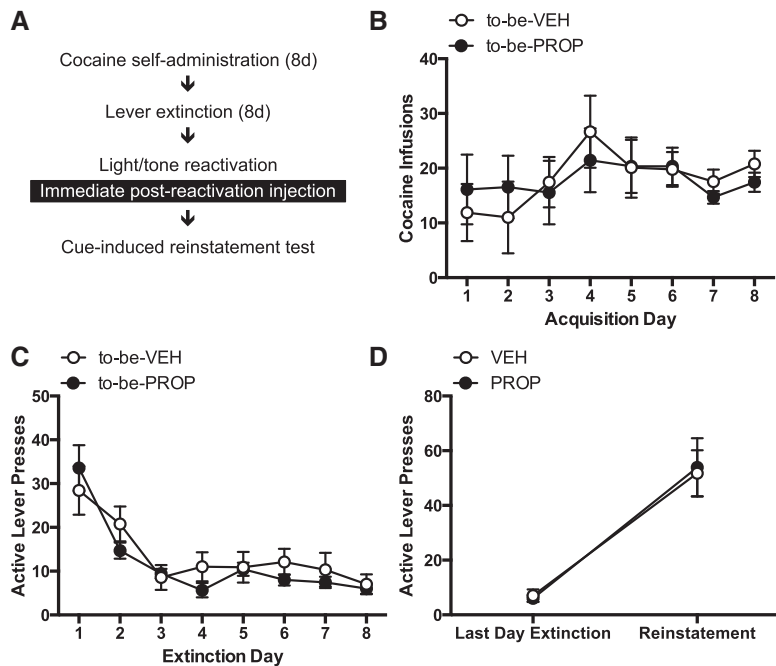 A
Cocaine self-administration (8d)
Lever extinction (8d)
Light/tone reactivation
Immediate post-reactivation injection
Cue-induced reinstatement test
B
to-be-VEH
to-be-PROP
Cocaine Infusions
40
30
20
10
0
1 2 3 4 5 6 7 8
Acquisition Day
C
to-be-VEH
to-be-PROP
Active Lever Presses
50
40
30
20
10
0
1 2 3 4 5 6 7 8
Extinction Day
D
VEH
PROP
Active Lever Presses
80
60
40
20
0
Last Day Extinction Reinstatement